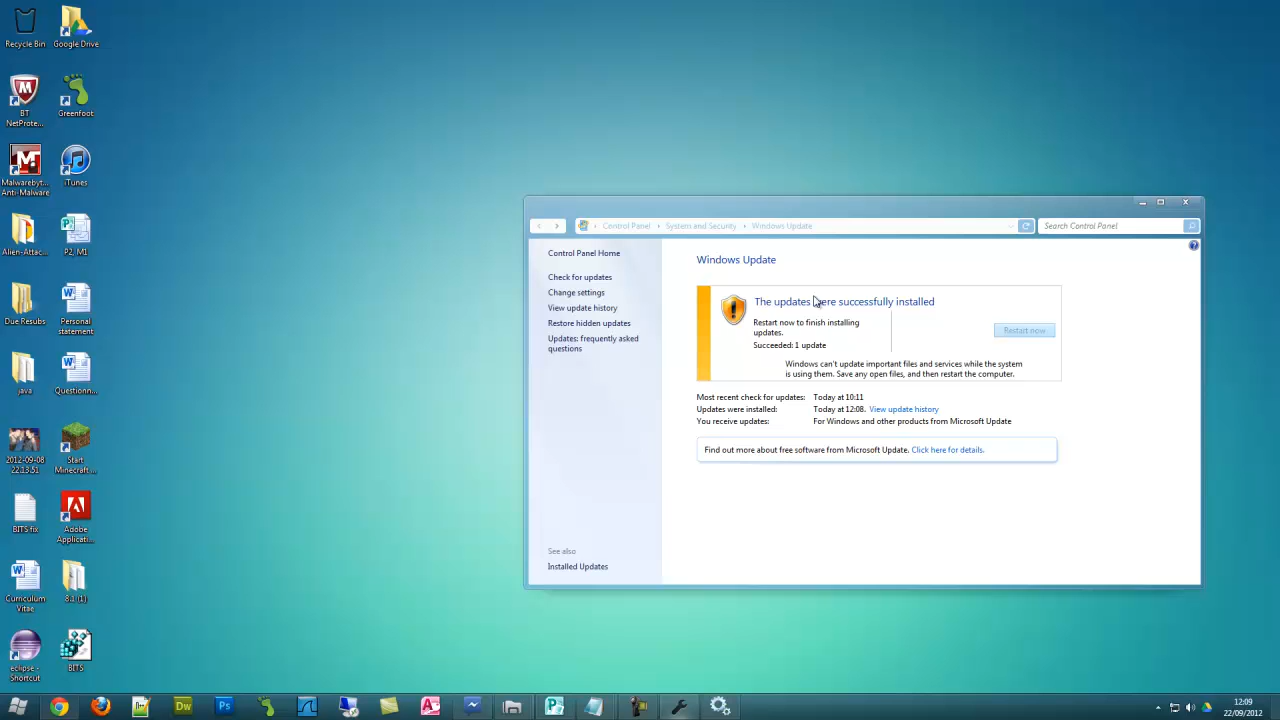 Recycle Bin
Google Drive
BT
NetProte...
Greenfoot
Malwarebyt...
Anti-Malware
iTunes
Alien-Attac...
P2, M1
Due Resubs
Personal
statement
java
Questionn...
2012-09-08
22.13.51
Start
Minecraft...
BITS fix
Adobe
Applicati...
Curriculum
Vitae
8.1 (1)
eclipse -
Shortcut
BITS
Control Panel
System and Security
Windows Update
Search Control Panel
Control Panel Home
Check for updates
Change settings
View update history
Restore hidden updates
Updates: frequently asked
questions
See also
Installed Updates
Windows Update
The updates were successfully installed
Restart now to finish installing
updates.
Succeeded: 1 update
Restart now
Windows can't update important files and services while the system
is using them. Save any open files, and then restart the computer.
Most recent check for updates: Today at 10:11
Updates were installed: Today at 12:08. View update history
You receive updates: For Windows and other products from Microsoft Update
Find out more about free software from Microsoft Update. Click here for details.
Dw
Ps
12:09
22/09/2012